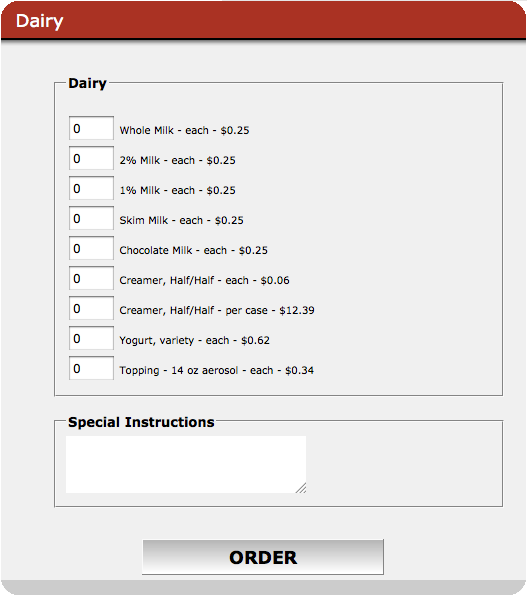 Dairy
Dairy
0 Whole Milk - each - $0.25
0 2% Milk - each - $0.25
0 1% Milk - each - $0.25
0 Skim Milk - each - $0.25
0 Chocolate Milk - each - $0.25
0 Creamer, Half/Half - each - $0.06
0 Creamer, Half/Half - per case - $12.39
0 Yogurt, variety - each - $0.62
0 Topping - 14 oz aerosol - each - $0.34
Special Instructions
ORDER